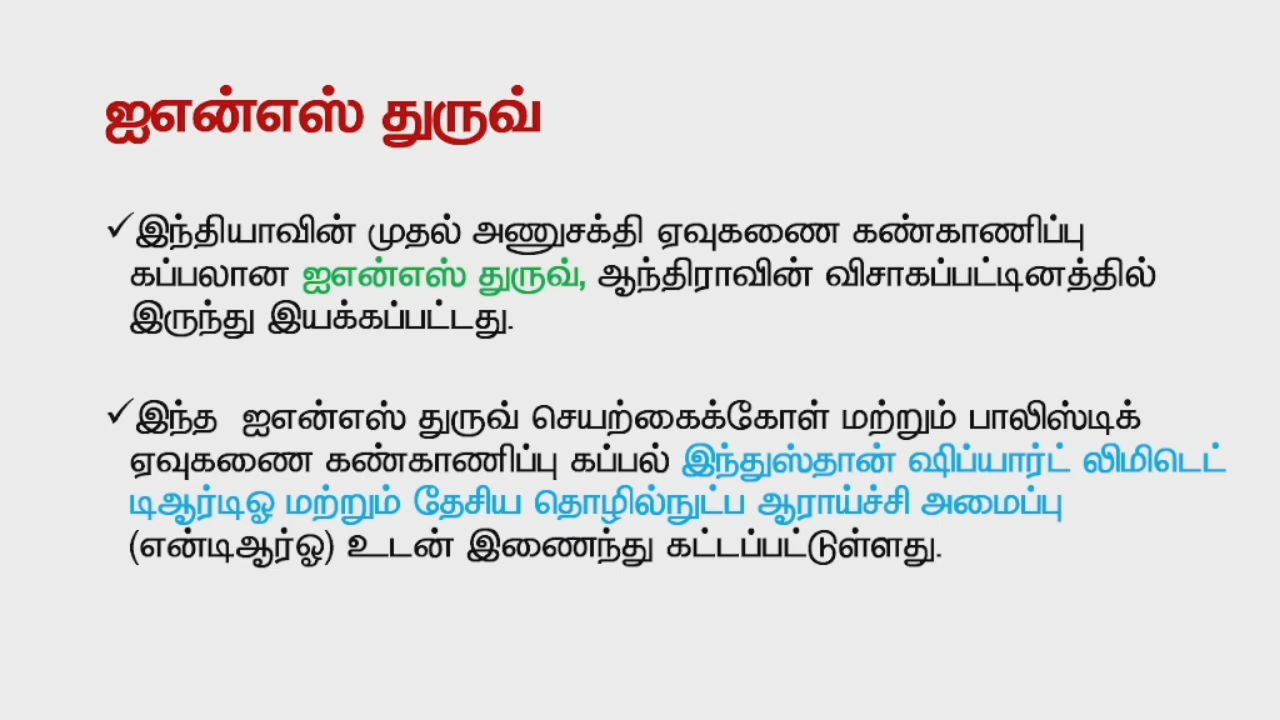 ஐஎன்எஸ் துருவ்
✓இந்தியாவின் முதல் அணுசக்தி ஏவுகணை கண்காணிப்பு
கப்பலான ஐஎன்எஸ் துருவ், ஆந்திராவின் விசாகப்பட்டினத்தில்
இருந்து இயக்கப்பட்டது.
✓இந்த ஐஎன்எஸ் துருவ் செயற்கைக்கோள் மற்றும் பாலிஸ்டிக்
ஏவுகணை கண்காணிப்பு கப்பல் இந்துஸ்தான் ஷிப்யார்ட் லிமிடெட்
டிஆர்டிஓ மற்றும் தேசிய தொழில்நுட்ப ஆராய்ச்சி அமைப்பு
(என்டிஆர்ஓ) உடன் இணைந்து கட்டப்பட்டுள்ளது.